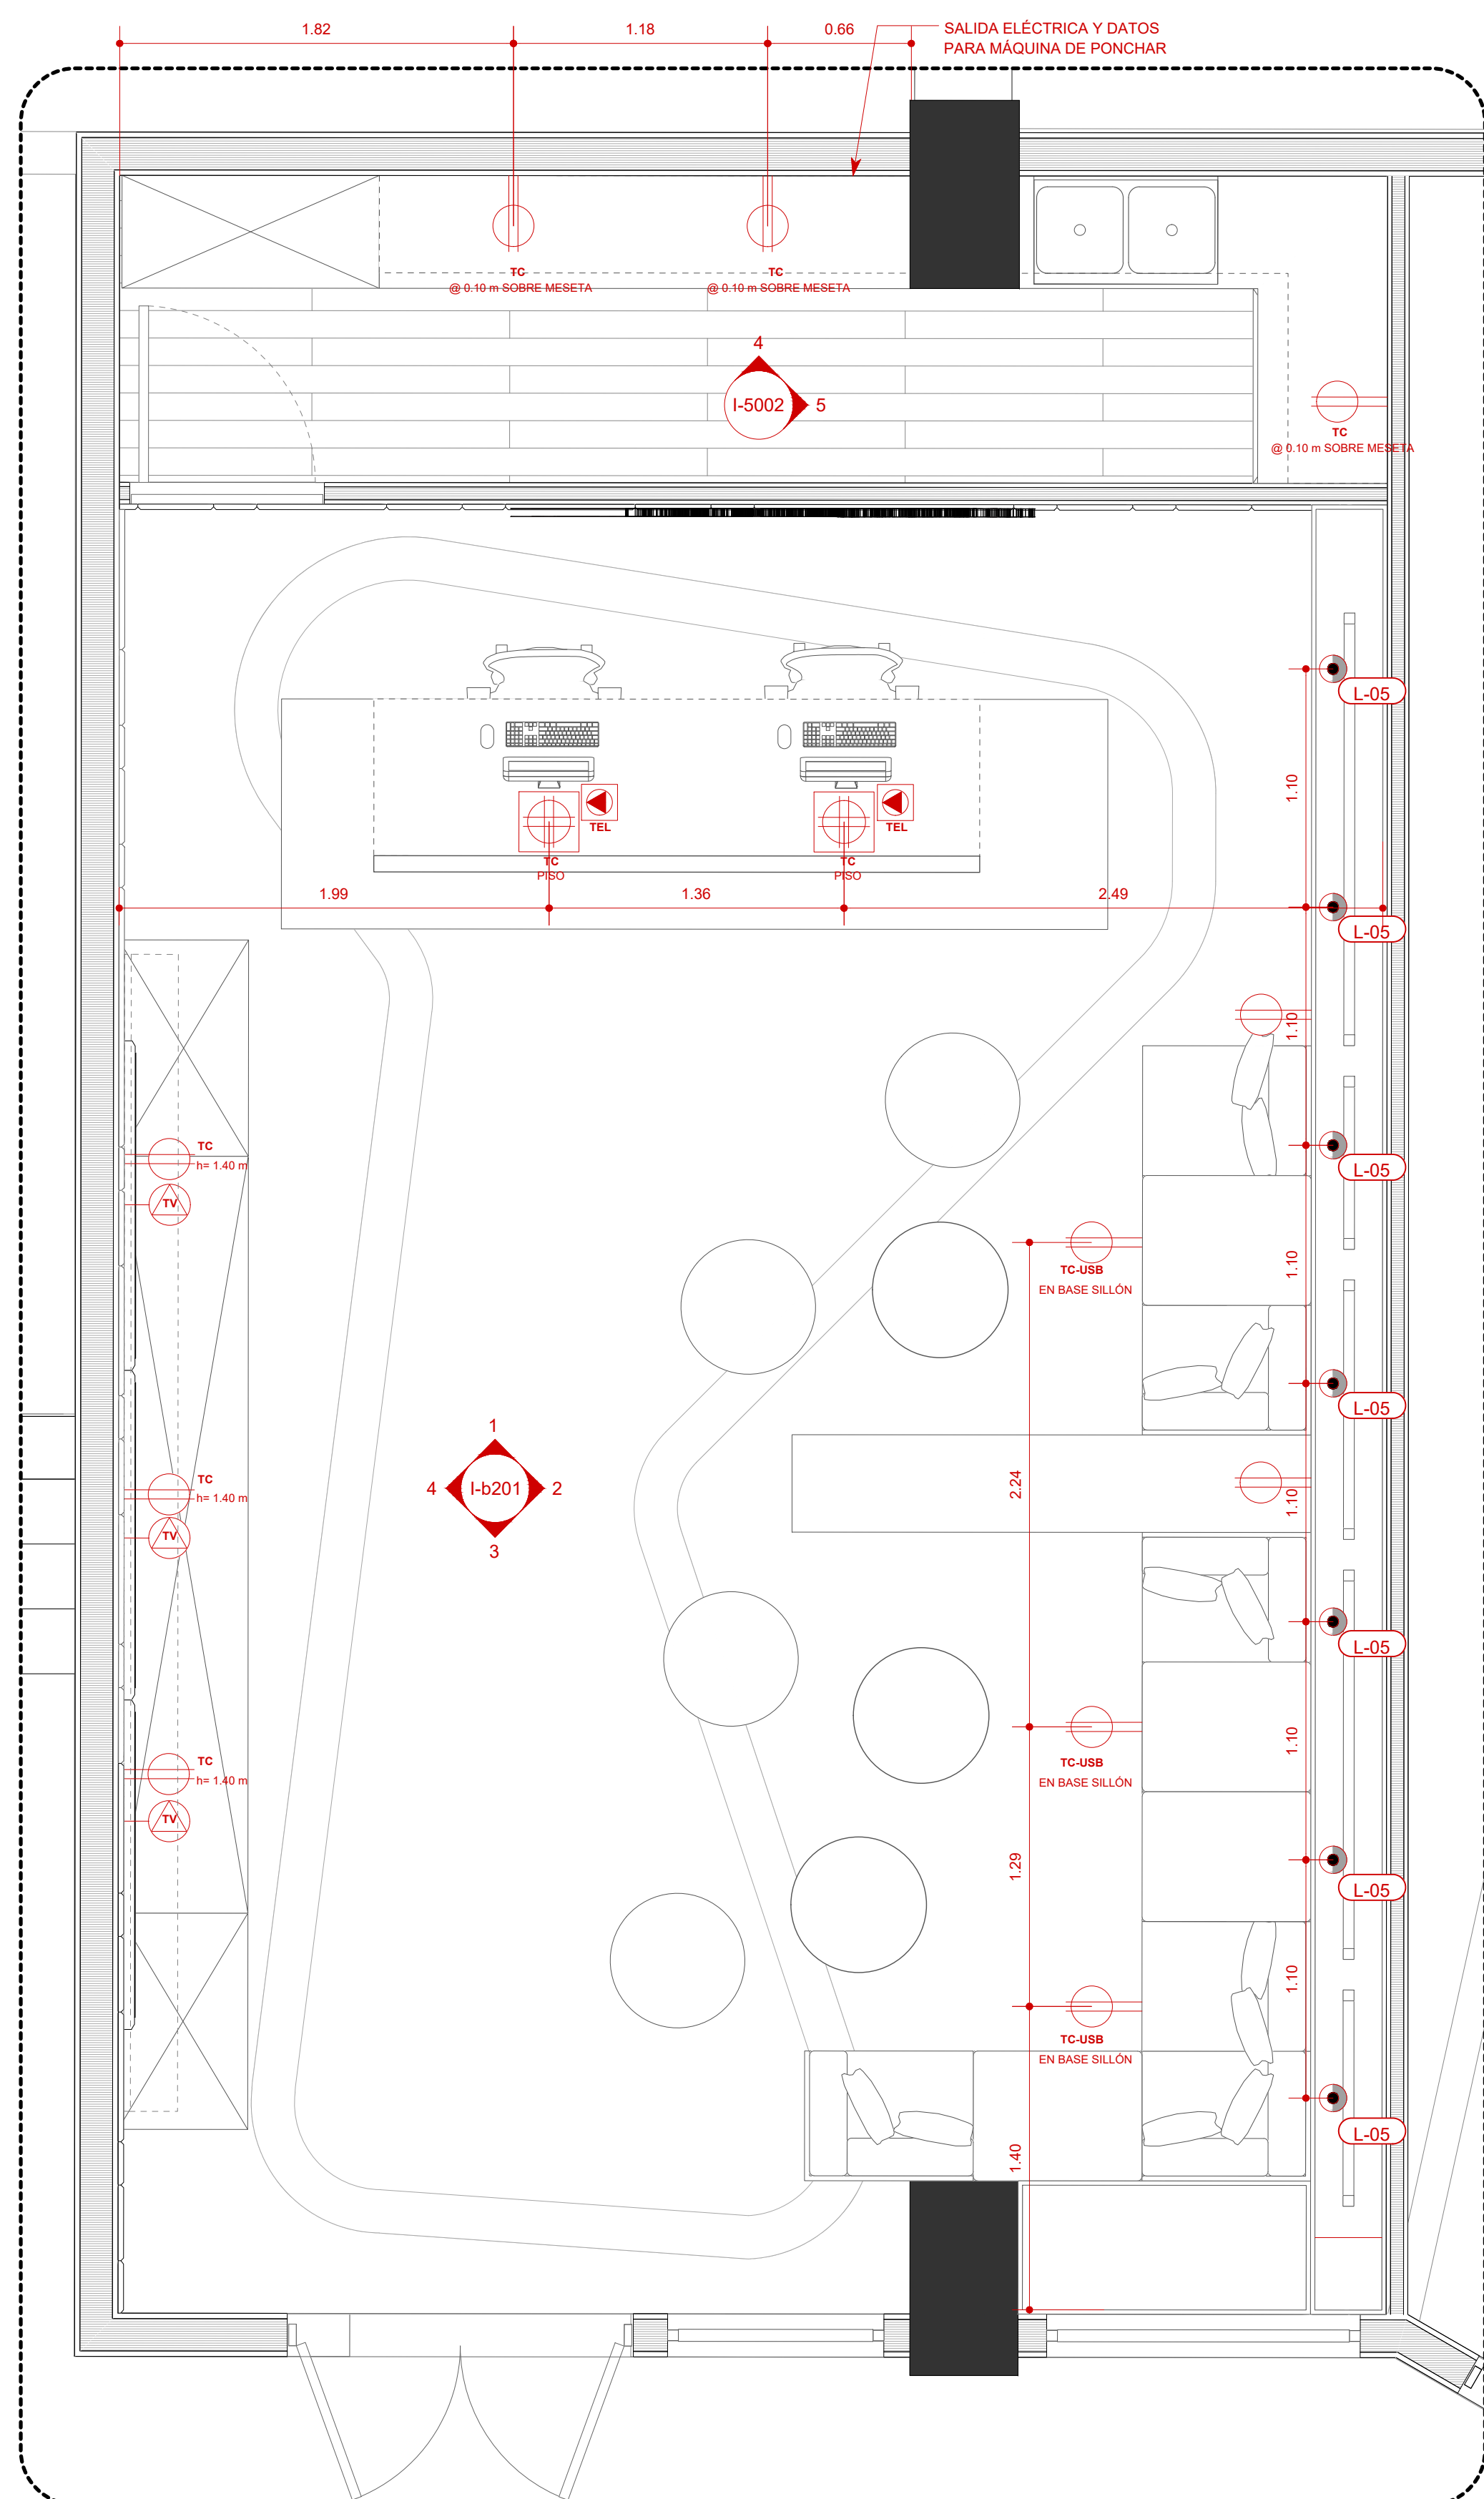 1.82
1.18
0.66
SALIDA ELÉCTRICA Y DATOS
PARA MÁQUINA DE PONCHAR
TC
@ 0.10 m SOBRE MESETA
TC
@ 0.10 m SOBRE MESETA
4
I-5002
5
TC
@ 0.10 m SOBRE MESETA
L-05
1.10
TEL
TEL
TC
PISO
TC
PISO
1.99
1.36
2.49
L-05
1.10
TC
h= 1.40 m
L-05
TV
1.10
TC-USB
EN BASE SILLÓN
L-05
1
4
I-b201
2
3
2.24
1.10
TC
h= 1.40 m
TV
L-05
1.10
TC-USB
EN BASE SILLÓN
TC
h= 1.40 m
TV
1.29
L-05
1.10
TC-USB
EN BASE SILLÓN
L-05
1.40